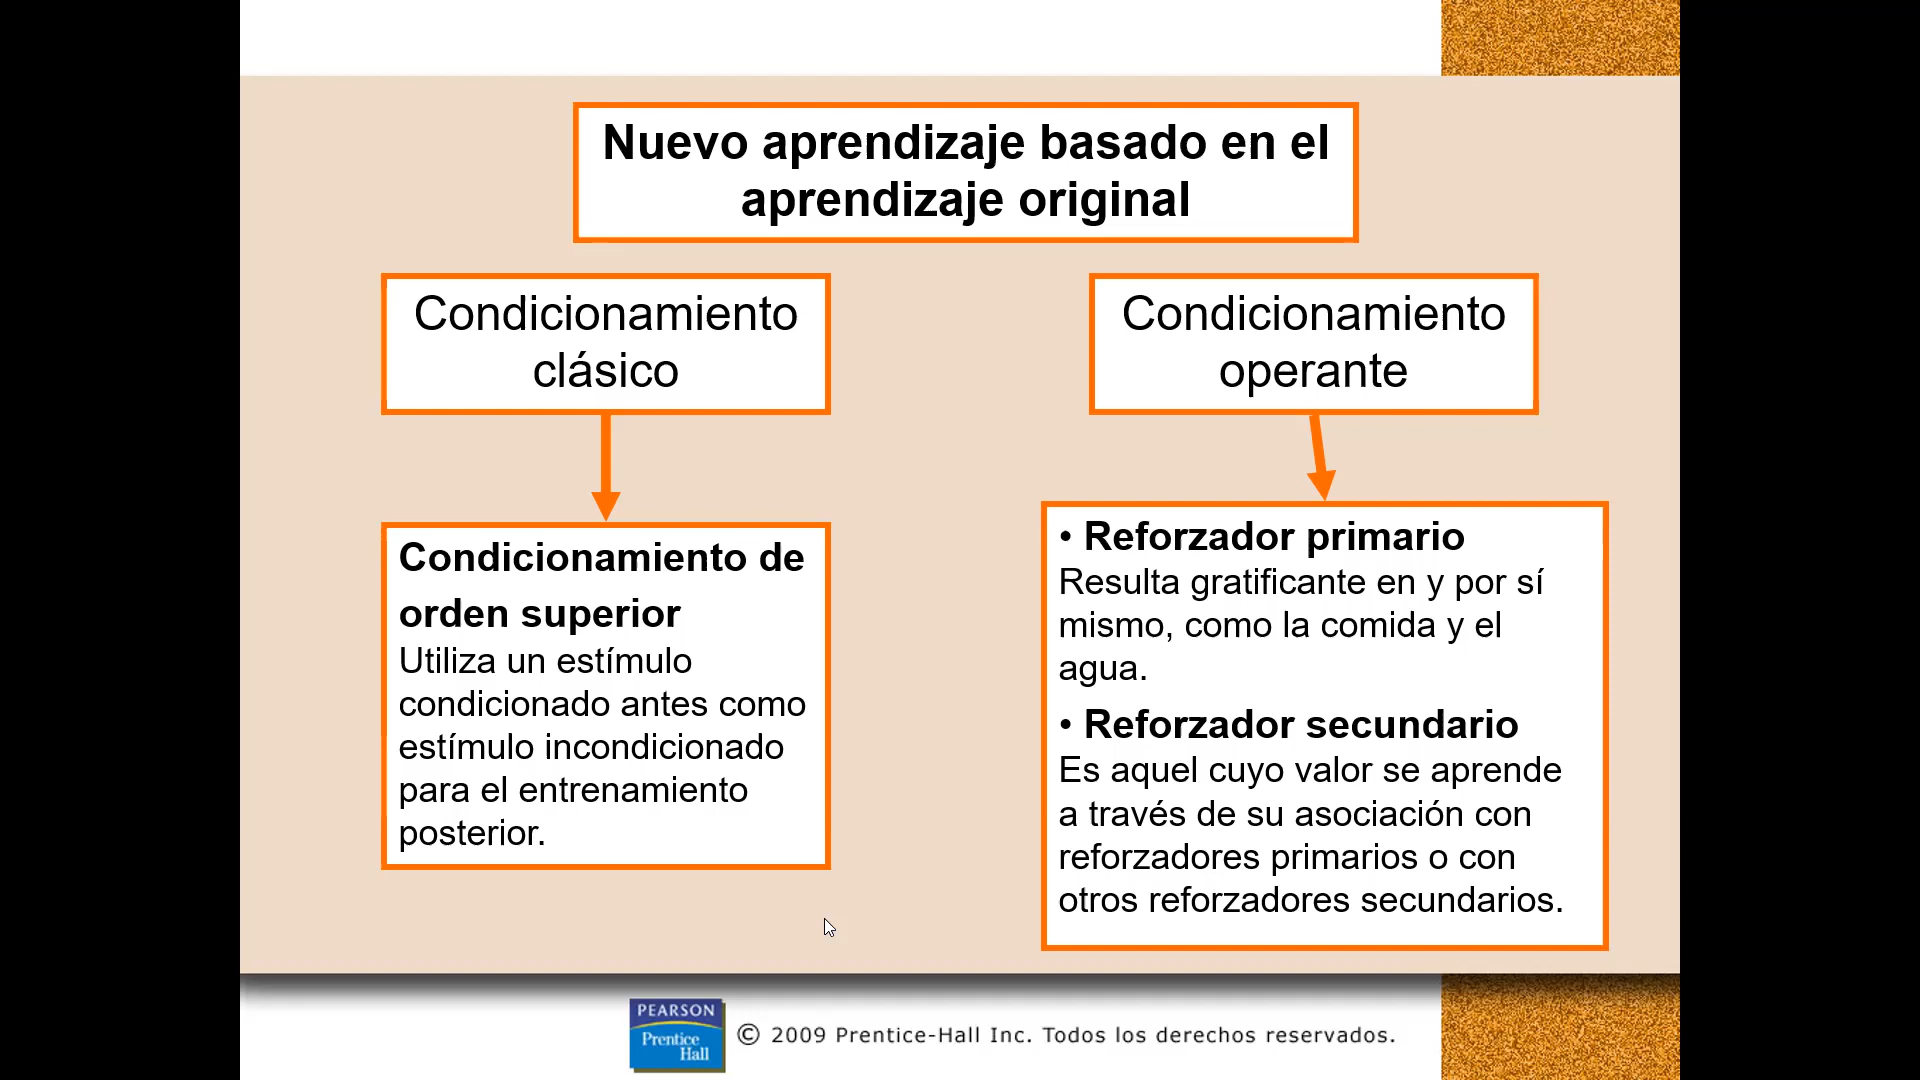 Nuevo aprendizaje basado en el
aprendizaje original
Condicionamiento
clásico
Condicionamiento
operante
Condicionamiento de
orden superior
Utiliza un estímulo
condicionado antes como
estímulo incondicionado
para el entrenamiento
posterior.
• Reforzador primario
Resulta gratificante en y por sí
mismo, como la comida y el
agua.
• Reforzador secundario
Es aquel cuyo valor se aprende
a través de su asociación con
reforzadores primarios o con
otros reforzadores secundarios.
PEARSON
Prentice
Hall
© 2009 Prentice-Hall Inc. Todos los derechos reservados.